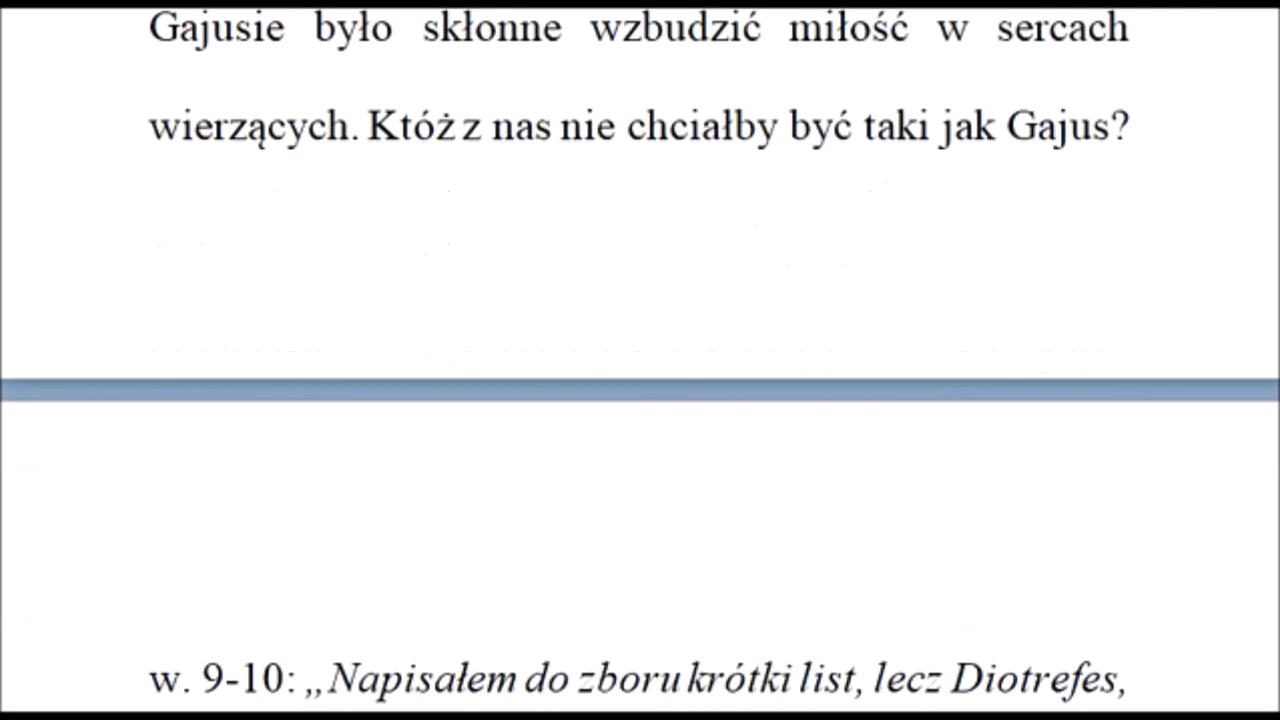 Gajusie było skłonne wzbudzić miłość w sercach
wierzących. Któż z nas nie chciałby być taki jak Gajus?
w. 9-10: „Napisałem do zboru krótki list, lecz Diotrefes,